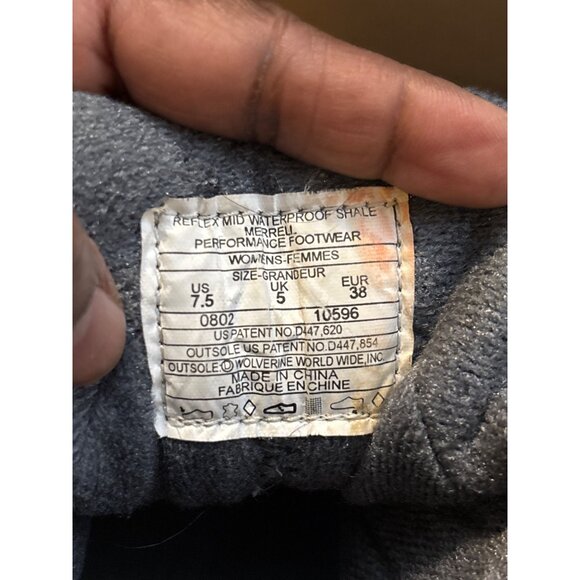 REFLEX MID WATERPROOF SHALE
MERRELL
PERFORMANCE FOOTWEAR
WOMENS-FEMMES
SIZE-GRANDEUR
US UK EUR
7.5 5 38
0802 10596
US PATENT NO.D447,620
OUTSOLE US PATENT NO.D447,854
OUTSOLE © WOLVERINE WORLD WIDE,INC.
MADE IN CHINA
FABRIQUE EN CHINE